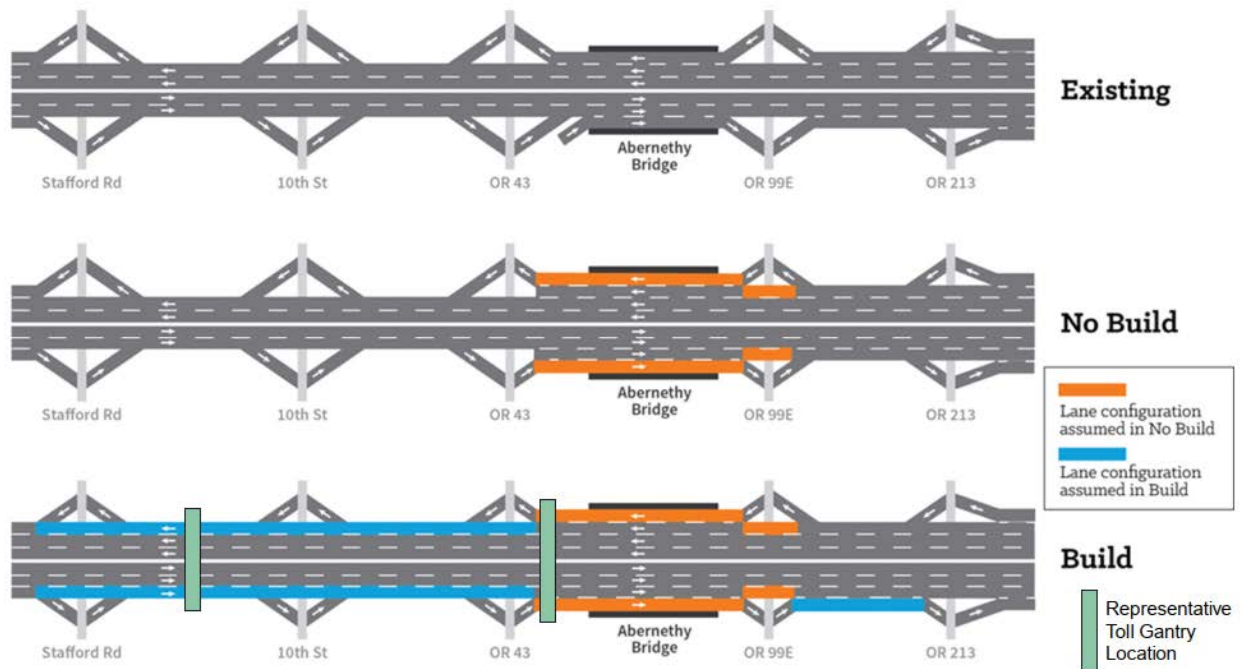 Existing
Abernethy
Bridge
Stafford Rd
10th St
OR 43
OR 99E
OR 213
No Build
Abernethy
Bridge
Stafford Rd
10th St
OR 43
OR 99E
OR 213
Lane configuration
assumed in No Build
Lane configuration
assumed in Build
Build
Representative
Toll Gantry
Location
Abernethy
Bridge
Stafford Rd
10th St
OR 43
OR 99E
OR 213